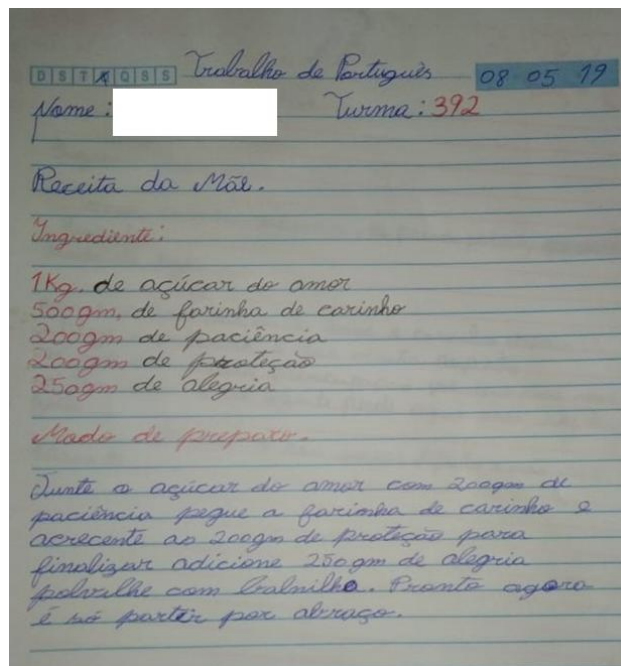 D S T Q Q S S Trabalho de Português 08 05 19
Nome: Turma: 392
Receita da Mãe.
Ingrediente:
1Kg. de açúcar do amor
500gm. de farinha de carinho
200gm de paciência
200gm de proteção
250gm de alegria
Modo de preparo.
Junte o açúcar do amor com 200gm de
paciência pegue a farinha de carinho e
acrecente as 200gm de proteção para
finalizar adicione 250gm de alegria
polvilhe com balnilha. Pronto agora
é só partir por abraço.